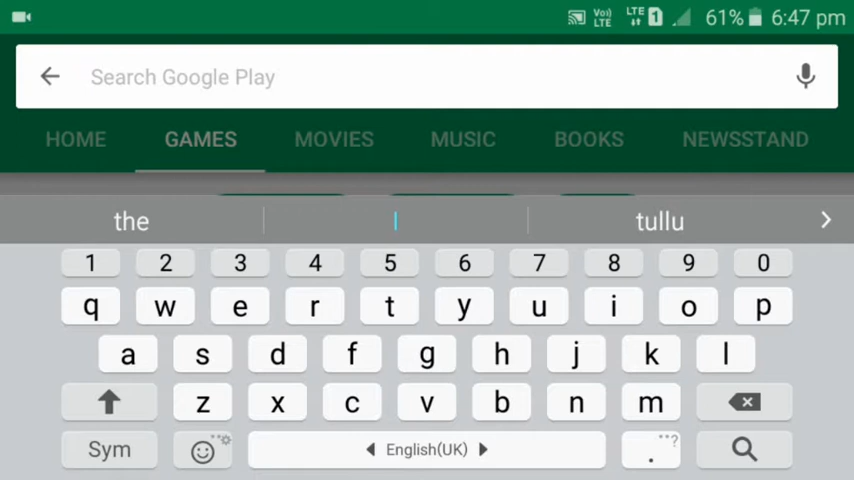 Vo) LTE LTE 1 61% 6:47 pm
Search Google Play
HOME GAMES MOVIES MUSIC BOOKS NEWSSTAND
the l tullu
1 2 3 4 5 6 7 8 9 0
q w e r t y u i o p
a s d f g h j k l
z x c v b n m
Sym English(UK) . ?